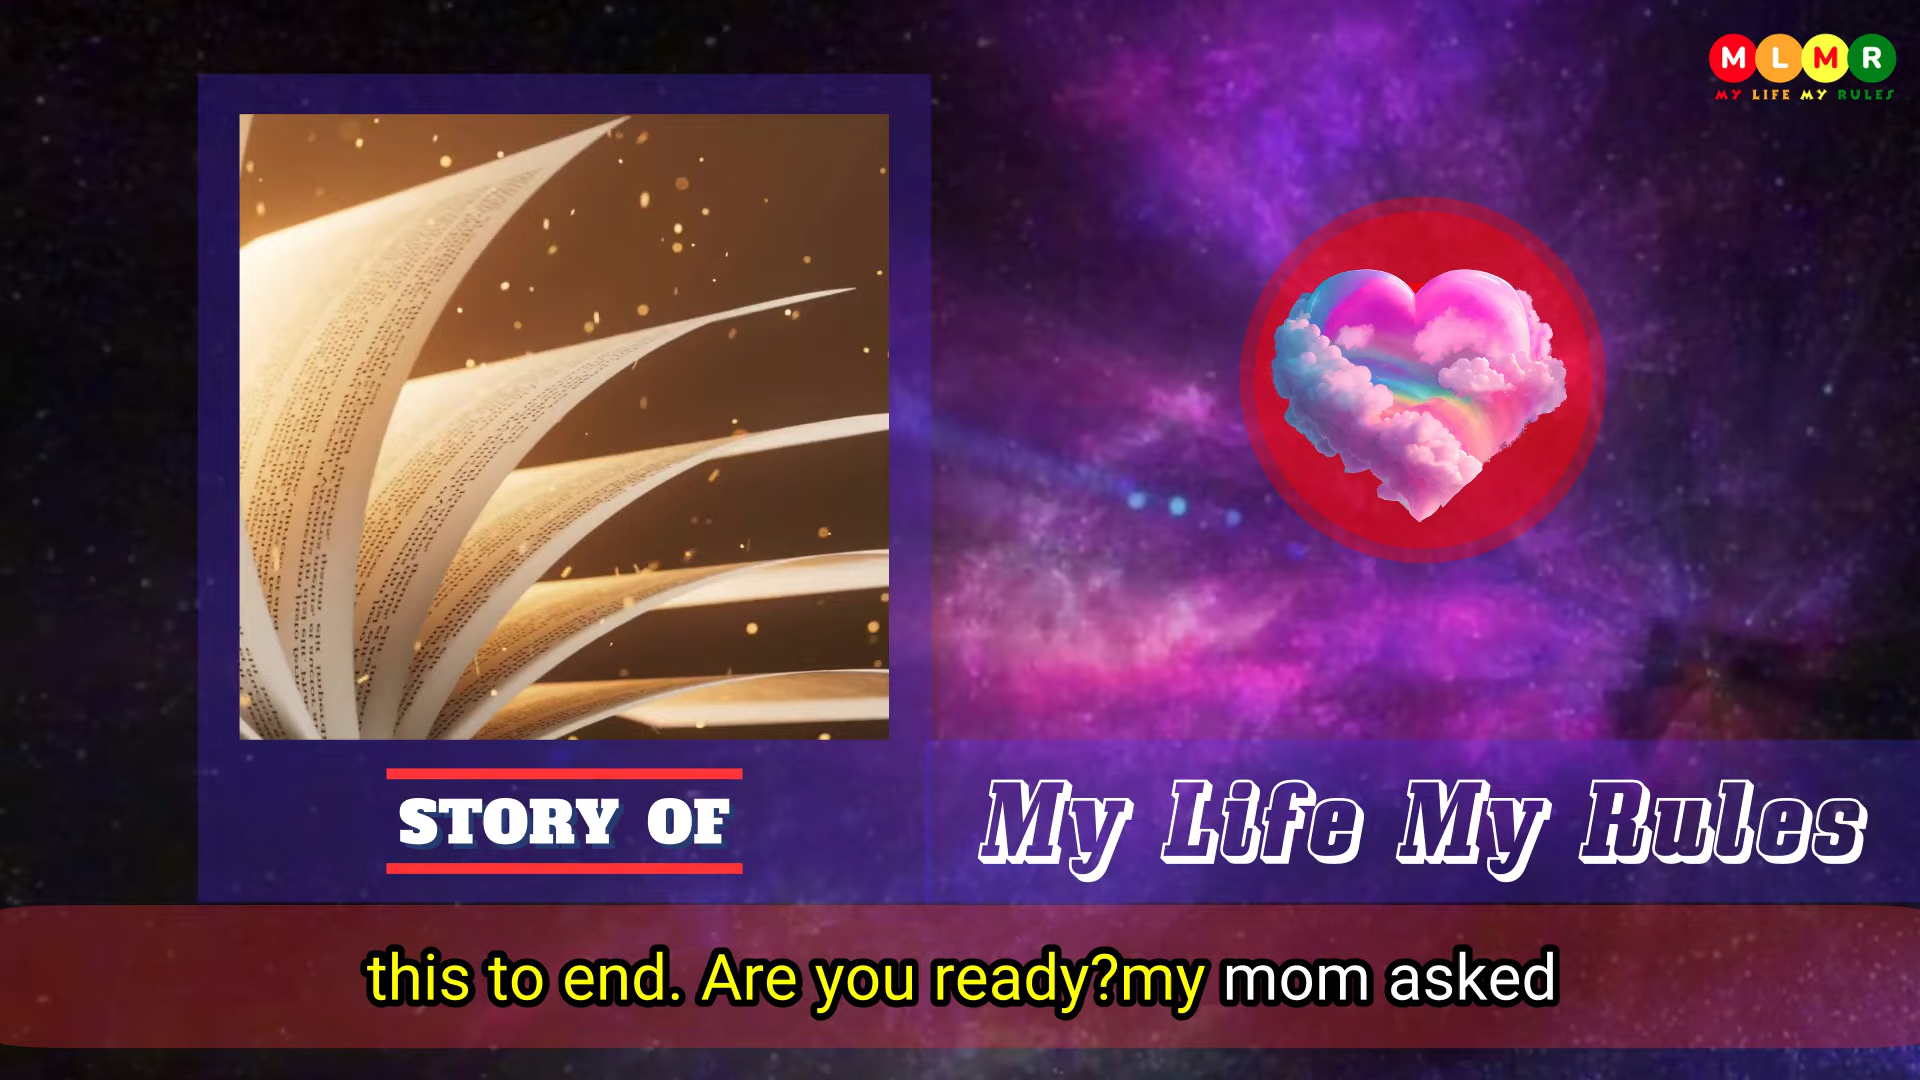 M L M R
MY LIFE MY RULES
STORY OF
My Life My Rules
this to end. Are you ready?my mom asked